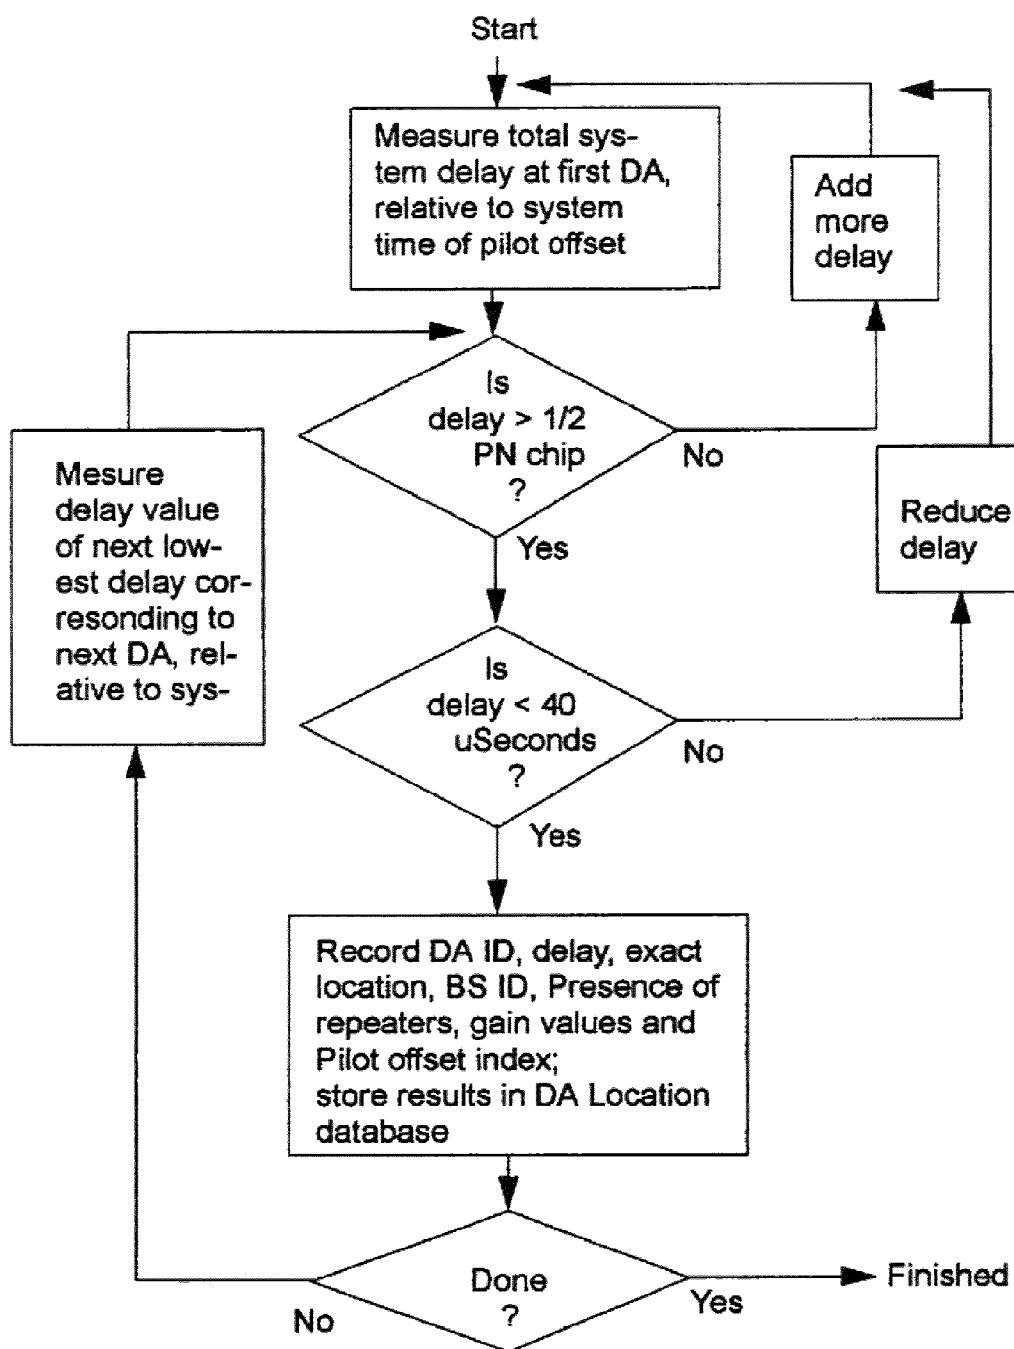 Start
Measure total sys-
tem delay at first DA,
relative to system
time of pilot offset
Add
more
delay
Is
delay > 1/2
PN chip
?
No
Yes
Reduce
delay
Mesure
delay value
of next low-
est delay cor-
resonding to
next DA, rel-
ative to sys-
Is
delay < 40
uSeconds
?
No
Yes
Record DA ID, delay, exact
location, BS ID, Presence of
repeaters, gain values and
Pilot offset index;
store results in DA Location
database
Done
?
No
Yes
Finished